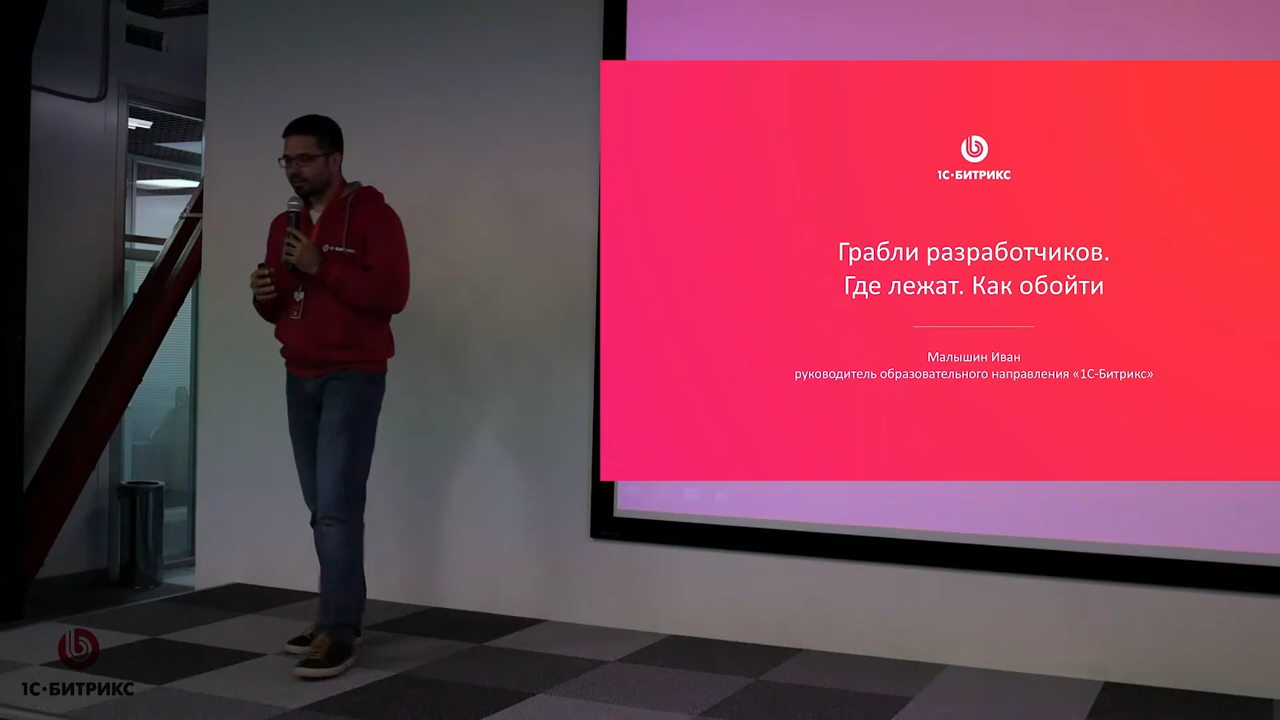 1С·БИТРИКС
Грабли разработчиков.
Где лежат. Как обойти
Малышин Иван
руководитель образовательного направления «1С-Битрикс»
1С·БИТРИКС